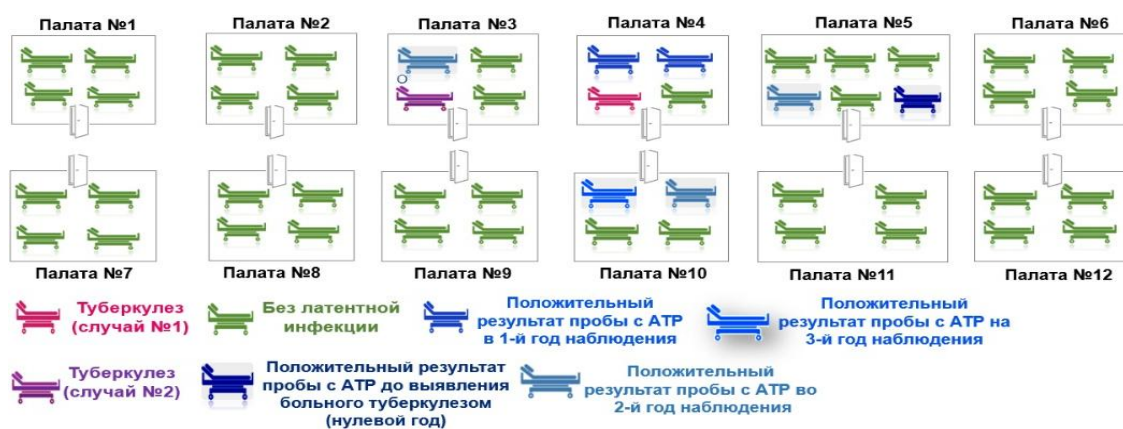 Палата №1
Палата №2
Палата №3
Палата №4
Палата №5
Палата №6
Палата №7
Палата №8
Палата №9
Палата №10
Палата №11
Палата №12
Туберкулез
(случай №1)
Без латентной
инфекции
Положительный
результат пробы с АТР
в 1-й год наблюдения
Положительный
результат пробы с АТР на
3-й год наблюдения
Туберкулез
(случай №2)
Положительный результат
пробы с АТР до выявления
больного туберкулезом
(нулевой год)
Положительный
результат пробы с АТР во
2-й год наблюдения